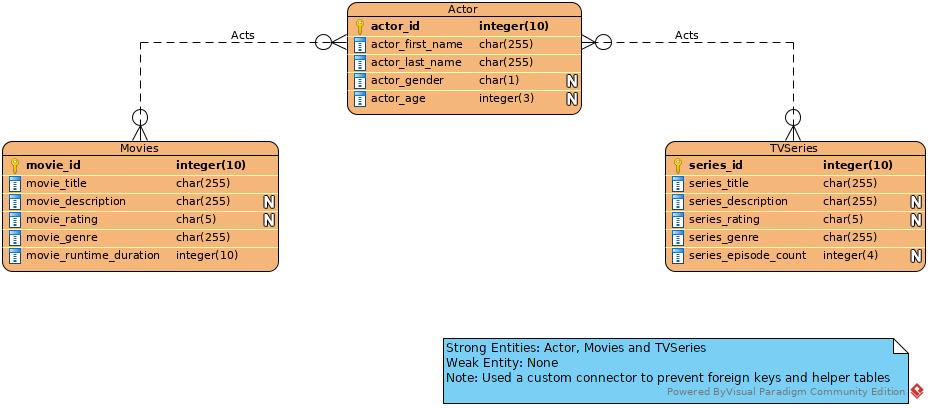 Actor
actor_id integer(10)
actor_first_name char(255)
actor_last_name char(255)
actor_gender char(1) N
actor_age integer(3) N
Acts
Acts
Movies
movie_id integer(10)
movie_title char(255)
movie_description char(255) N
movie_rating char(5) N
movie_genre char(255)
movie_runtime_duration integer(10)
TVSeries
series_id integer(10)
series_title char(255)
series_description char(255) N
series_rating char(5) N
series_genre char(255)
series_episode_count integer(4) N
Strong Entities: Actor, Movies and TVSeries
Weak Entity: None
Note: Used a custom connector to prevent foreign keys and helper tables
Powered ByVisual Paradigm Community Edition